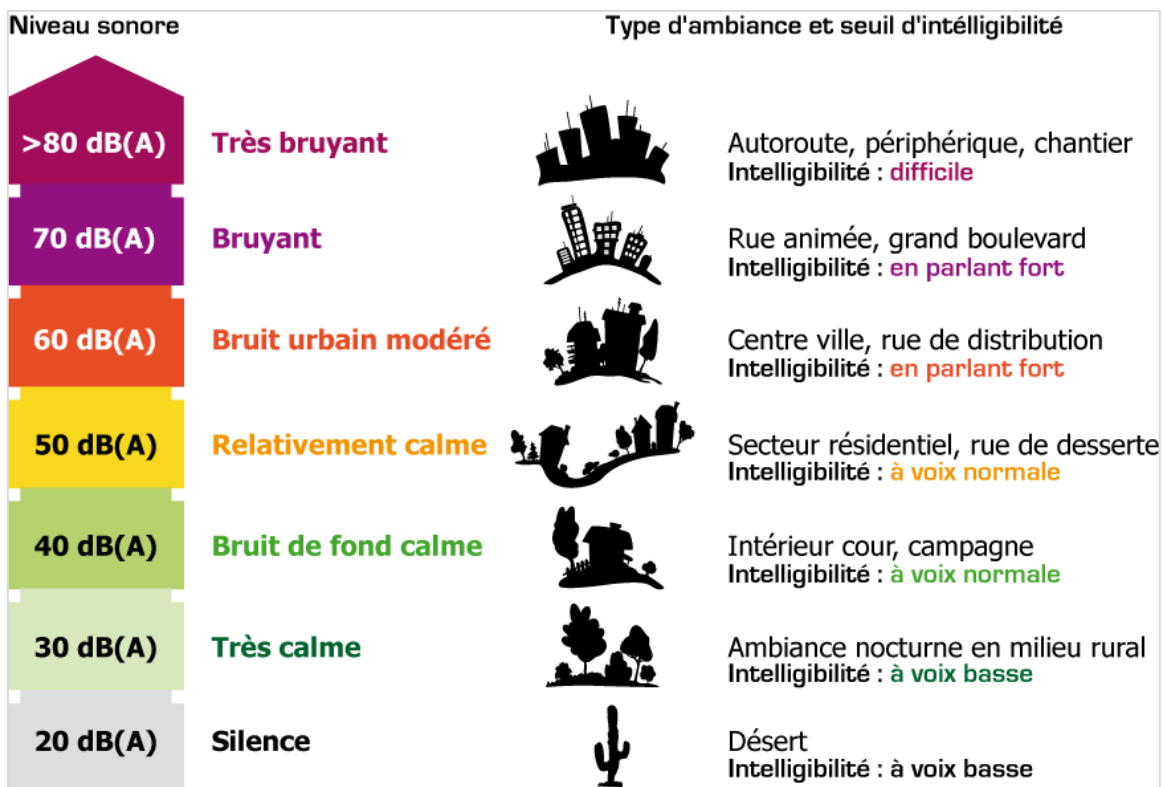 Niveau sonore
Type d'ambiance et seuil d'intélligibilité
>80 dB(A)
Très bruyant
Autoroute, périphérique, chantier
Intelligibilité : difficile
70 dB(A)
Bruyant
Rue animée, grand boulevard
Intelligibilité : en parlant fort
60 dB(A)
Bruit urbain modéré
Centre ville, rue de distribution
Intelligibilité : en parlant fort
50 dB(A)
Relativement calme
Secteur résidentiel, rue de desserte
Intelligibilité : à voix normale
40 dB(A)
Bruit de fond calme
Intérieur cour, campagne
Intelligibilité : à voix normale
30 dB(A)
Très calme
Ambiance nocturne en milieu rural
Intelligibilité : à voix basse
20 dB(A)
Silence
Désert
Intelligibilité : à voix basse